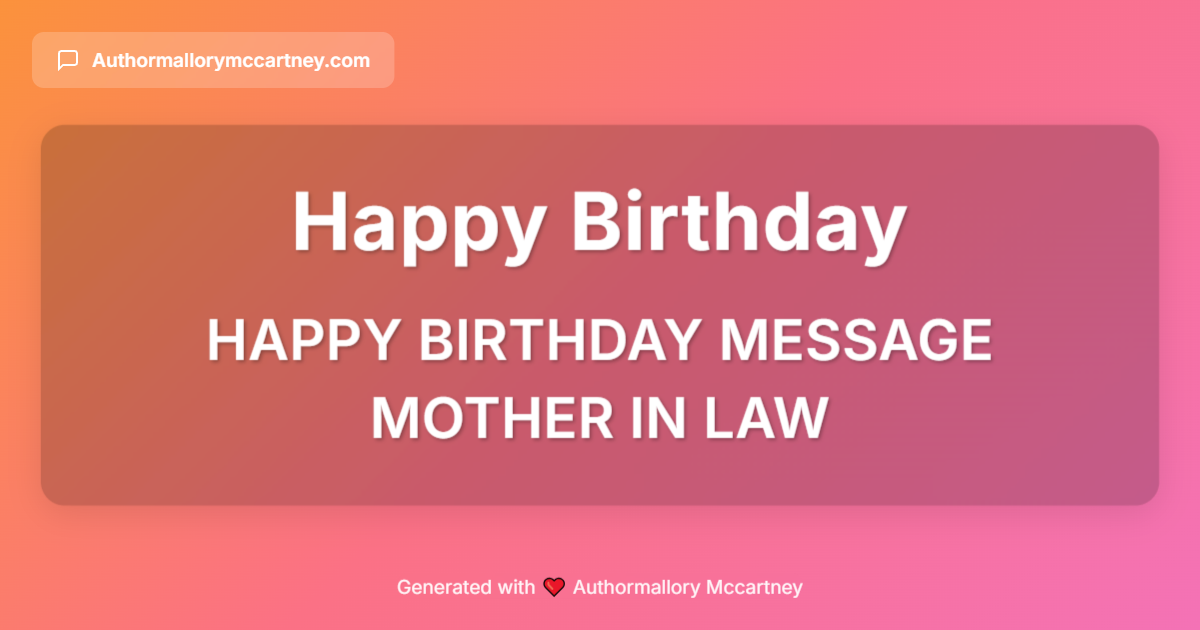 Authormallorymccartney.com
Happy Birthday
HAPPY BIRTHDAY MESSAGE
MOTHER IN LAW
Generated with ❤️ Authormallory Mccartney